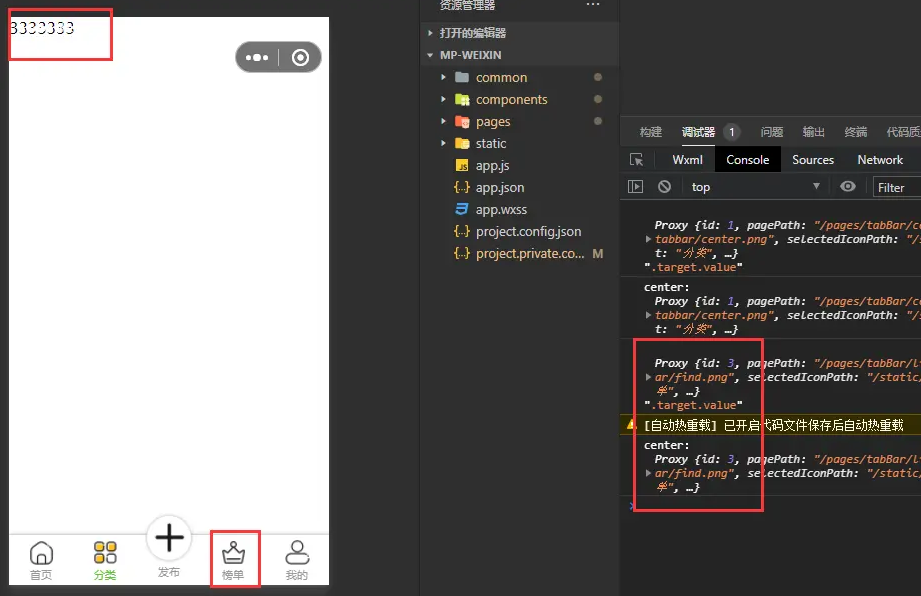 3333333
首页
分类
发布
榜单
我的
资源管理器
打开的编辑器
MP-WEIXIN
common
components
pages
static
app.js
app.json
app.wxss
project.config.json
project.private.co... M
构建 调试器 1 问题 输出 终端 代码质
Wxml Console Sources Network
top Filter
Proxy {id: 1, pagePath: "/pages/tabBar/ce
tabbar/center.png", selectedIconPath: "/s
t: "分类", …}
".target.value"
center:
Proxy {id: 1, pagePath: "/pages/tabBar/ce
tabbar/center.png", selectedIconPath: "/s
t: "分类", …}
Proxy {id: 3, pagePath: "/pages/tabBar/l
ar/find.png", selectedIconPath: "/static/
单", …}
".target.value"
[自动热重载] 已开启代码文件保存后自动热重载
center:
Proxy {id: 3, pagePath: "/pages/tabBar/l
ar/find.png", selectedIconPath: "/static/
单", …}